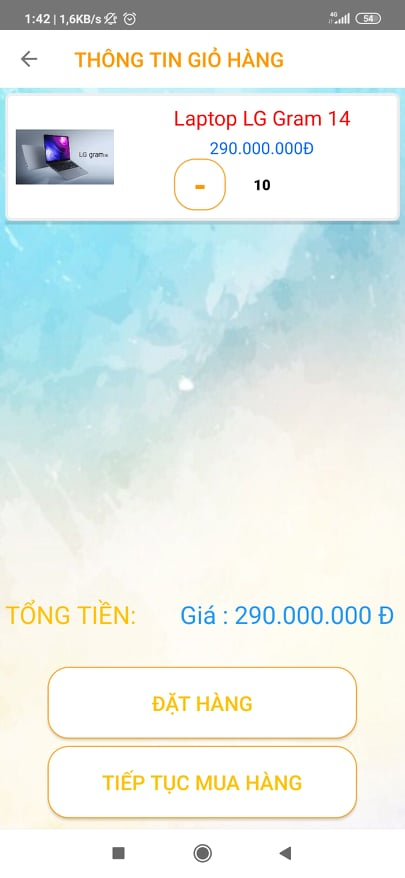 1:42 | 1,6KB/s 4G 54
THÔNG TIN GIỎ HÀNG
Laptop LG Gram 14
290.000.000Đ
LG gram
- 10
TỔNG TIỀN: Giá : 290.000.000 Đ
ĐẶT HÀNG
TIẾP TỤC MUA HÀNG